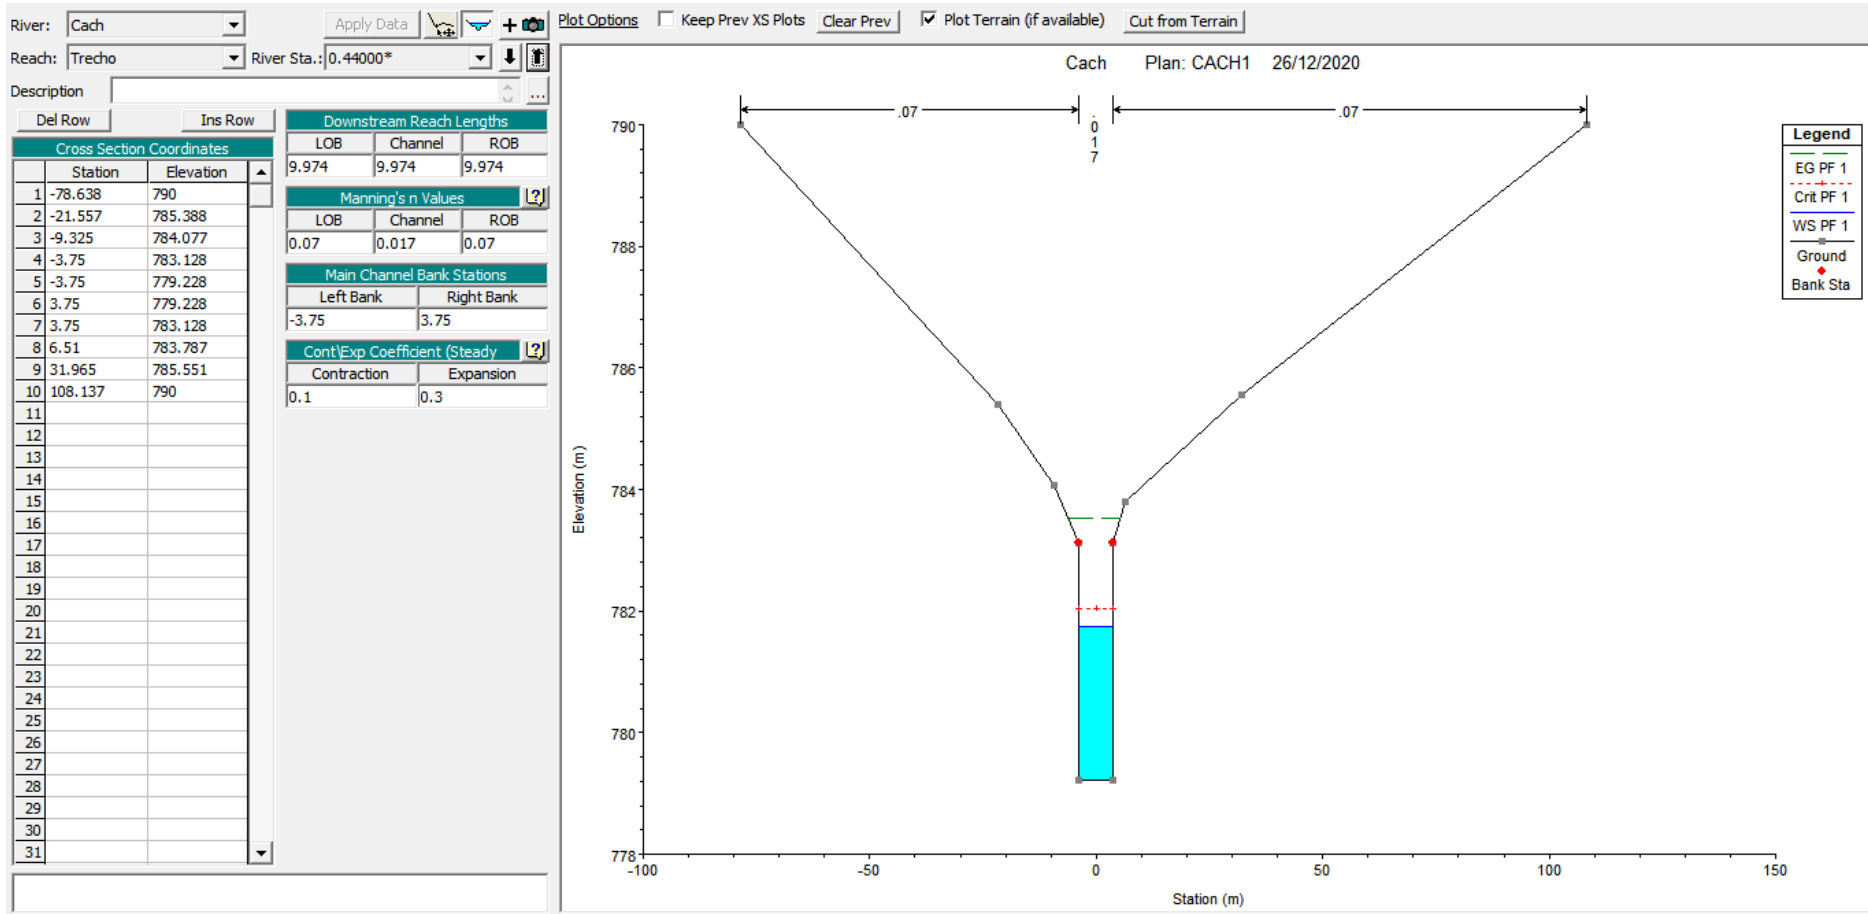 River: Cach Apply Data
Reach: Trecho River Sta.: 0.44000*
Description ...
Del Row Ins Row
Cross Section Coordinates
Station Elevation
1 -78.638 790
2 -21.557 785.388
3 -9.325 784.077
4 -3.75 783.128
5 -3.75 779.228
6 3.75 779.228
7 3.75 783.128
8 6.51 783.787
9 31.965 785.551
10 108.137 790
11
12
13
14
15
16
17
18
19
20
21
22
23
24
25
26
27
28
29
30
31
Downstream Reach Lengths
LOB Channel ROB
9.974 9.974 9.974
Manning's n Values
LOB Channel ROB
0.07 0.017 0.07
Main Channel Bank Stations
Left Bank Right Bank
-3.75 3.75
Cont\Exp Coefficient (Steady
Contraction Expansion
0.1 0.3
Plot Options Keep Prev XS Plots Clear Prev Plot Terrain (if available) Cut from Terrain
Cach Plan: CACH1 26/12/2020
.07 .017 .07
790
788
786
784
782
780
778
Elevation (m)
-100 -50 0 50 100 150
Station (m)
Legend
EG PF 1
Crit PF 1
WS PF 1
Ground
Bank Sta